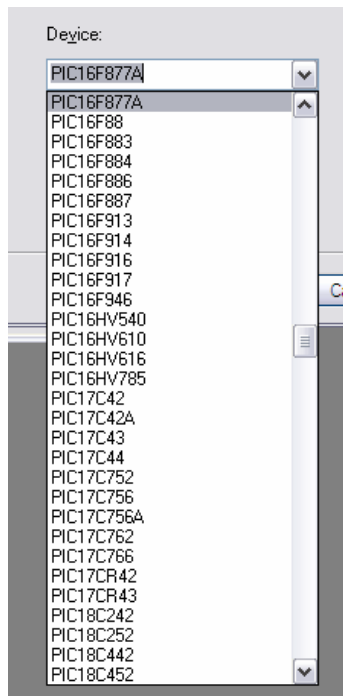 Device:
PIC16F877A
PIC16F877A
PIC16F88
PIC16F883
PIC16F884
PIC16F886
PIC16F887
PIC16F913
PIC16F914
PIC16F916
PIC16F917
PIC16F946
PIC16HV540
PIC16HV610
PIC16HV616
PIC16HV785
PIC17C42
PIC17C42A
PIC17C43
PIC17C44
PIC17C752
PIC17C756
PIC17C756A
PIC17C762
PIC17C766
PIC17CR42
PIC17CR43
PIC18C242
PIC18C252
PIC18C442
PIC18C452